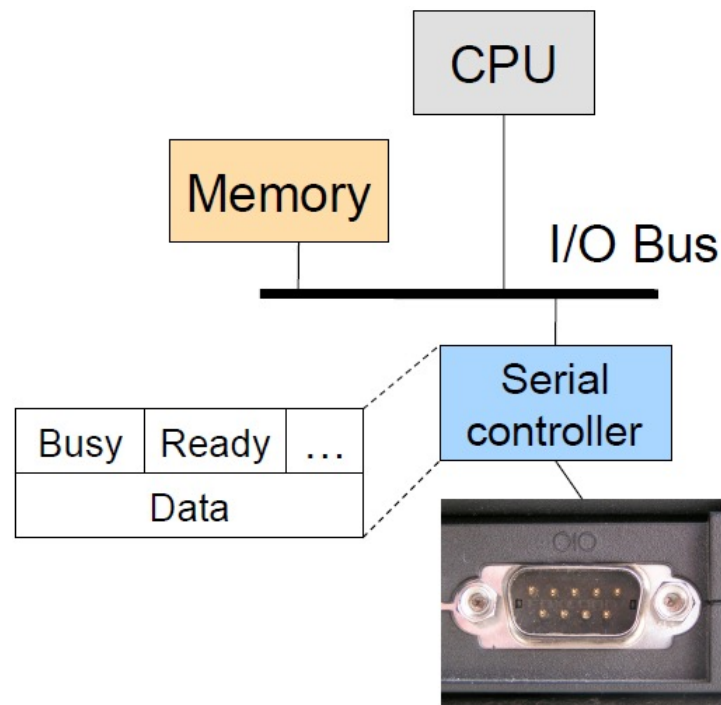 CPU
Memory
I/O Bus
Serial
controller
Busy
Ready
...
Data
IOIO